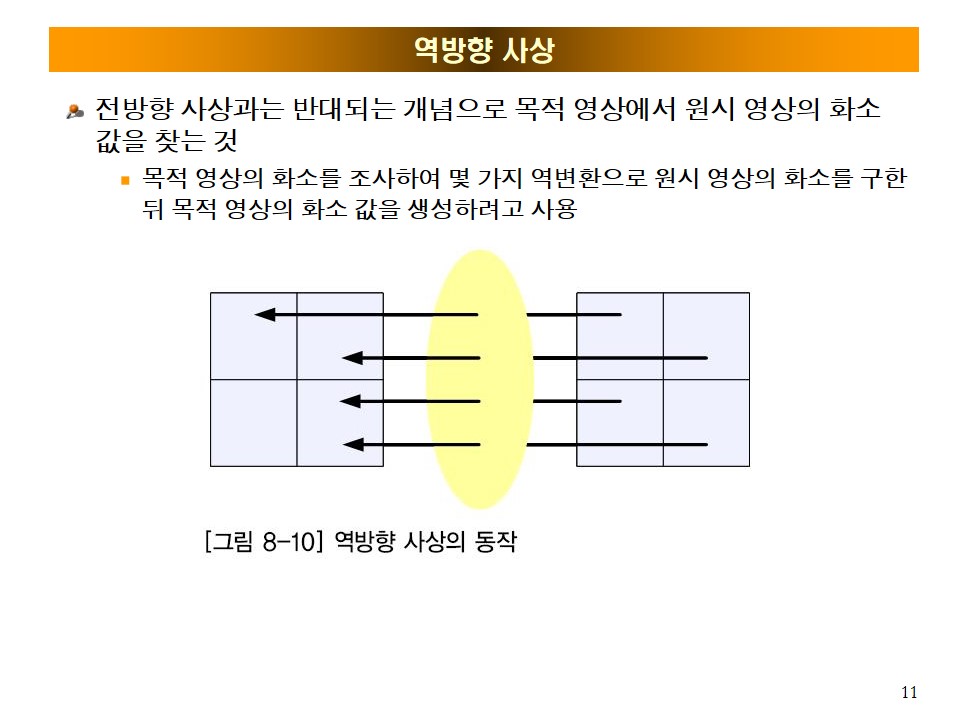 역방향 사상
전방향 사상과는 반대되는 개념으로 목적 영상에서 원시 영상의 화소
값을 찾는 것
목적 영상의 화소를 조사하여 몇 가지 역변환으로 원시 영상의 화소를 구한
뒤 목적 영상의 화소 값을 생성하려고 사용
[그림 8-10] 역방향 사상의 동작
11